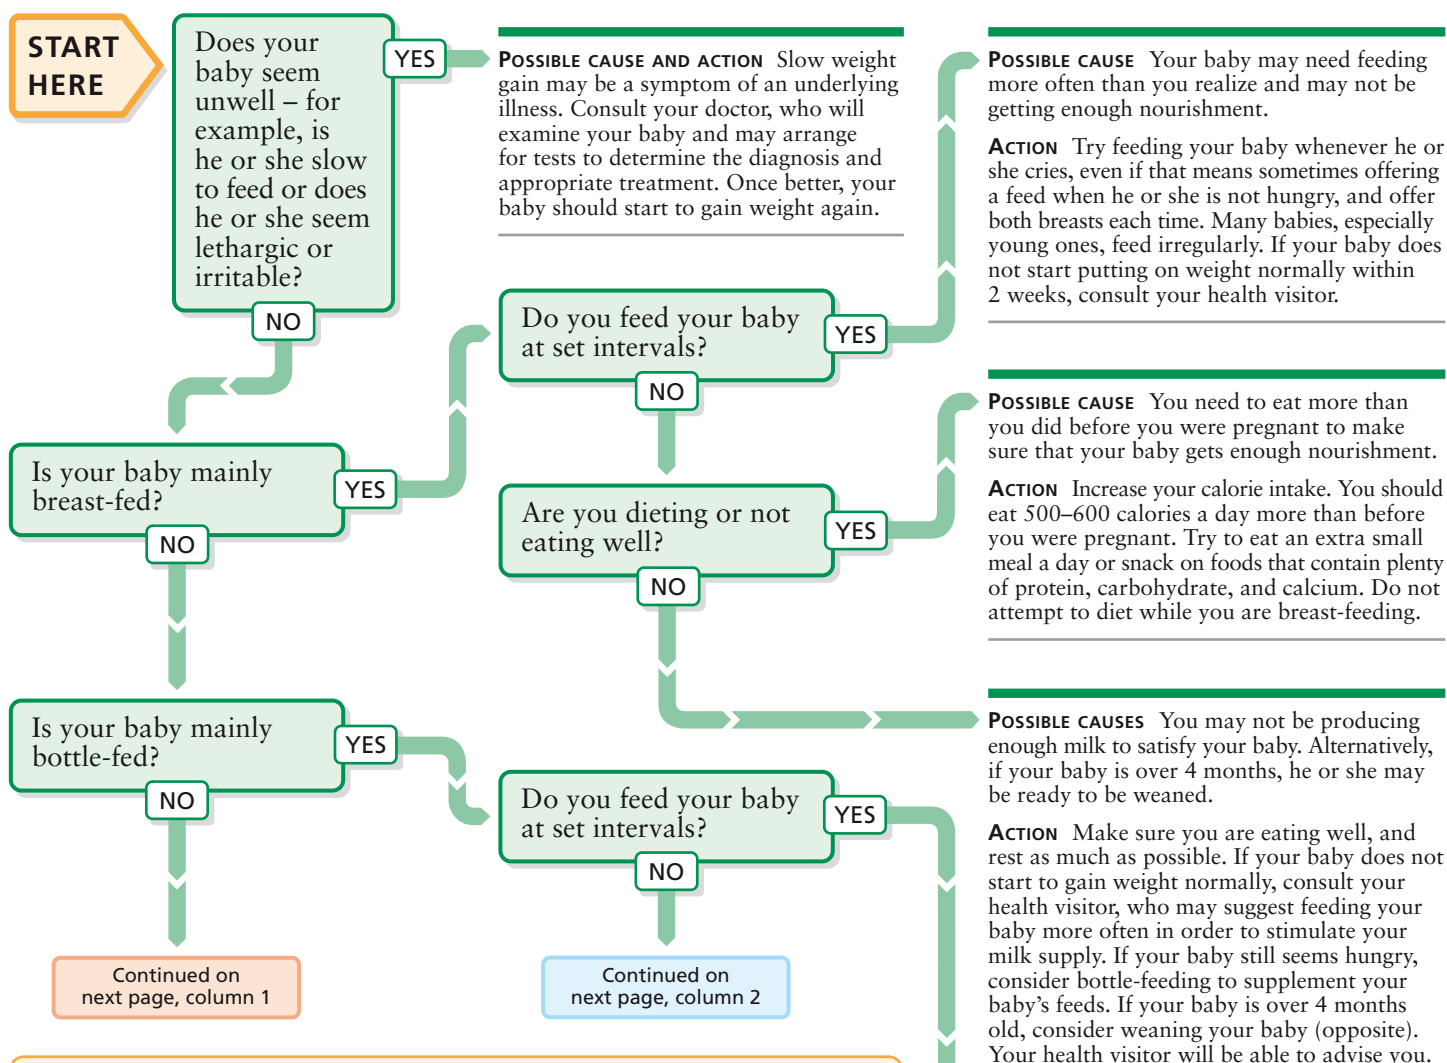 START
HERE
Does your
baby seem
unwell – for
example, is
he or she slow
to feed or does
he or she seem
lethargic or
irritable?
YES
NO
POSSIBLE CAUSE AND ACTION Slow weight
gain may be a symptom of an underlying
illness. Consult your doctor, who will
examine your baby and may arrange
for tests to determine the diagnosis and
appropriate treatment. Once better, your
baby should start to gain weight again.
Is your baby mainly
breast-fed?
YES
NO
Do you feed your baby
at set intervals?
YES
NO
POSSIBLE CAUSE Your baby may need feeding
more often than you realize and may not be
getting enough nourishment.
ACTION Try feeding your baby whenever he or
she cries, even if that means sometimes offering
a feed when he or she is not hungry, and offer
both breasts each time. Many babies, especially
young ones, feed irregularly. If your baby does
not start putting on weight normally within
2 weeks, consult your health visitor.
Are you dieting or not
eating well?
YES
NO
POSSIBLE CAUSE You need to eat more than
you did before you were pregnant to make
sure that your baby gets enough nourishment.
ACTION Increase your calorie intake. You should
eat 500–600 calories a day more than before
you were pregnant. Try to eat an extra small
meal a day or snack on foods that contain plenty
of protein, carbohydrate, and calcium. Do not
attempt to diet while you are breast-feeding.
POSSIBLE CAUSES You may not be producing
enough milk to satisfy your baby. Alternatively,
if your baby is over 4 months, he or she may
be ready to be weaned.
ACTION Make sure you are eating well, and
rest as much as possible. If your baby does not
start to gain weight normally, consult your
health visitor, who may suggest feeding your
baby more often in order to stimulate your
milk supply. If your baby still seems hungry,
consider bottle-feeding to supplement your
baby's feeds. If your baby is over 4 months
old, consider weaning your baby (opposite).
Your health visitor will be able to advise you.
Is your baby mainly
bottle-fed?
YES
NO
Do you feed your baby
at set intervals?
YES
NO
Continued on
next page, column 1
Continued on
next page, column 2